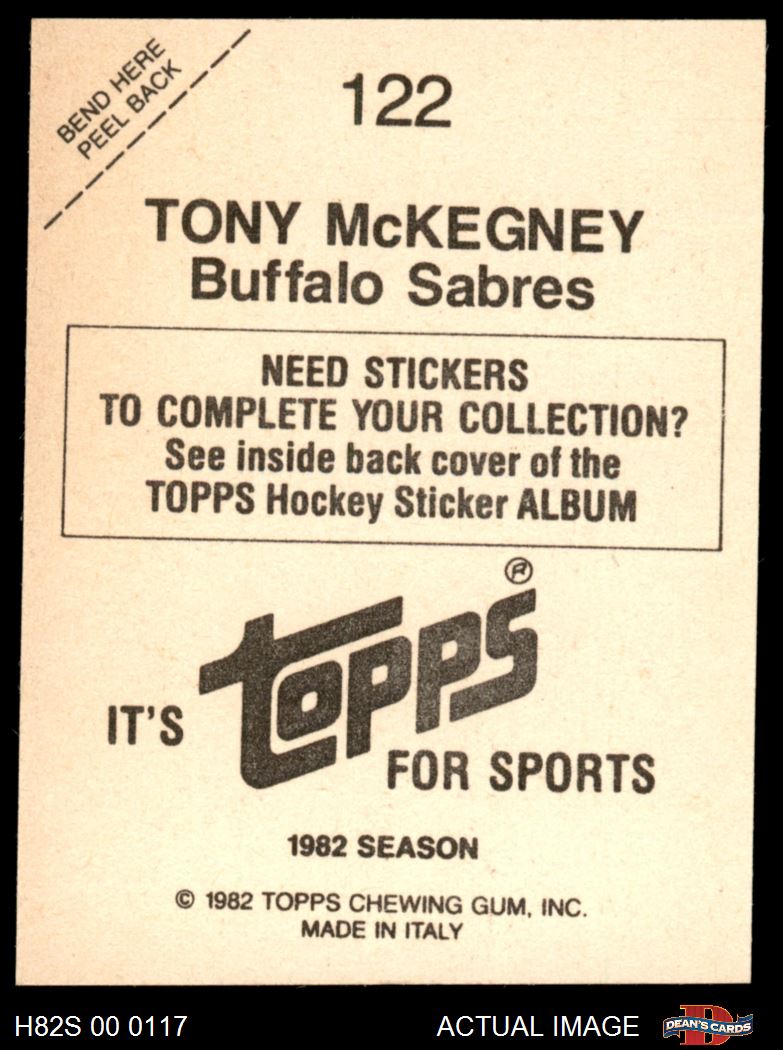 BEND HERE
PEEL BACK
122
TONY McKEGNEY
Buffalo Sabres
NEED STICKERS
TO COMPLETE YOUR COLLECTION?
See inside back cover of the
TOPPS Hockey Sticker ALBUM
®
IT'S topps
FOR SPORTS
1982 SEASON
© 1982 TOPPS CHEWING GUM, INC.
MADE IN ITALY
H82S 00 0117 ACTUAL IMAGE D DEAN'S CARDS